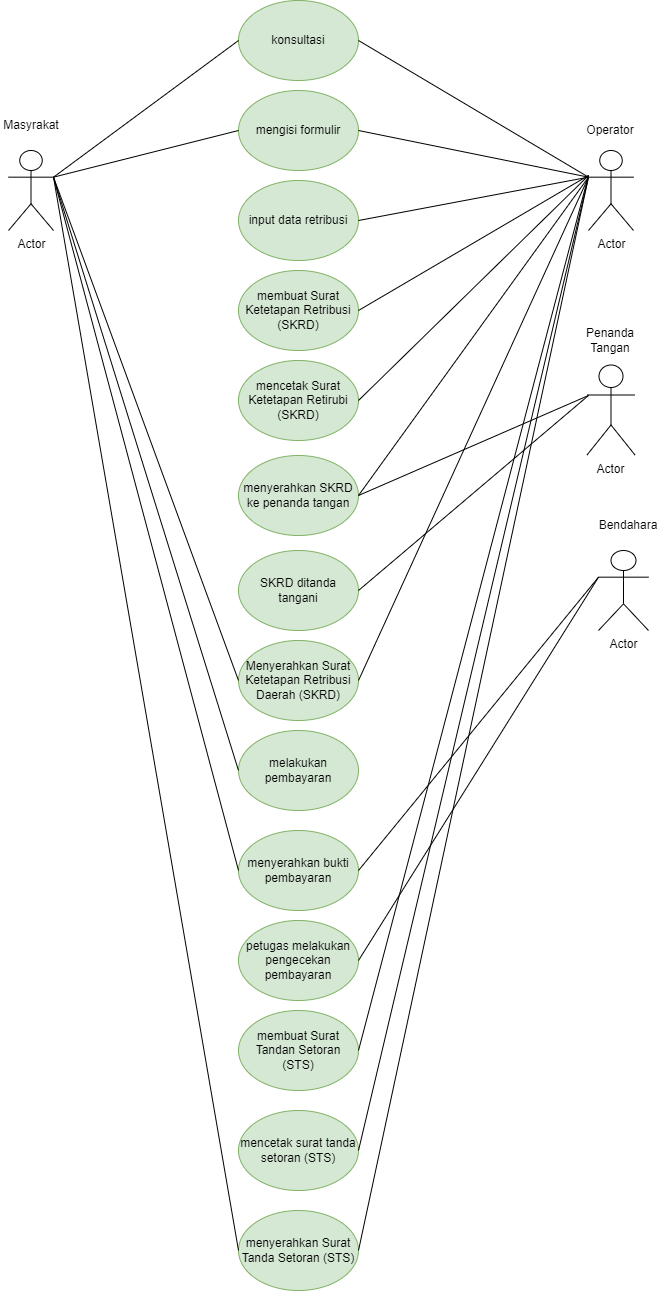 konsultasi
Masyrakat
mengisi formulir
Operator
Actor
input data retribusi
Actor
membuat Surat
Ketetapan Retribusi
(SKRD)
Penanda
Tangan
mencetak Surat
Ketetapan Retirubi
(SKRD)
Actor
menyerahkan SKRD
ke penanda tangan
Bendahara
SKRD ditanda
tangani
Actor
Menyerahkan Surat
Ketetapan Retribusi
Daerah (SKRD)
melakukan
pembayaran
menyerahkan bukti
pembayaran
petugas melakukan
pengecekan
pembayaran
membuat Surat
Tandan Setoran
(STS)
mencetak surat tanda
setoran (STS)
menyerahkan Surat
Tanda Setoran (STS)